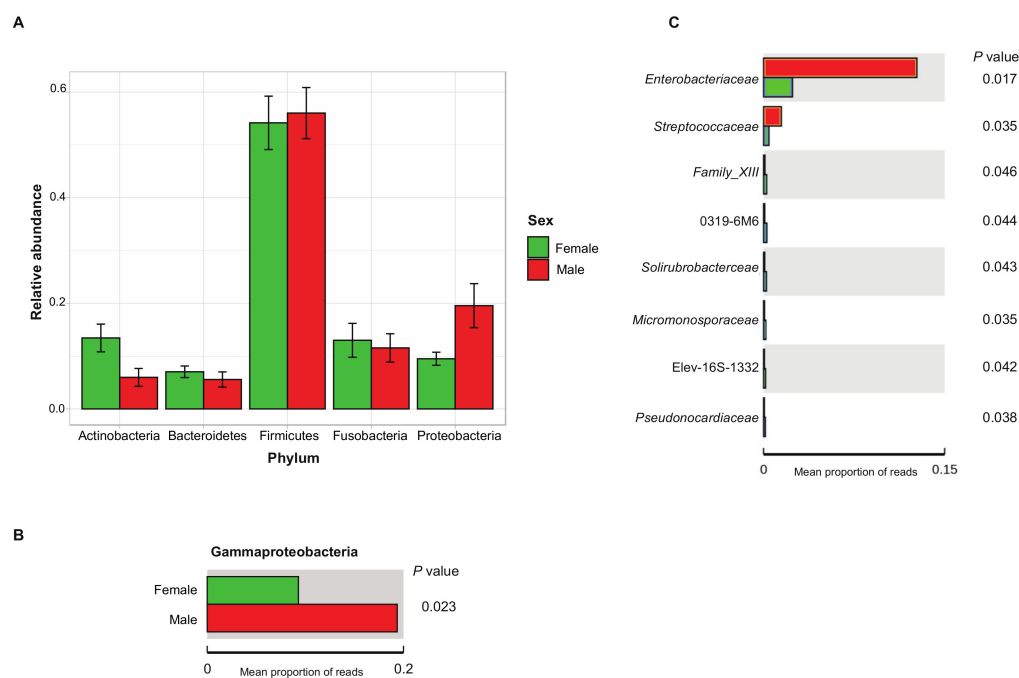 A
0.6
0.4
0.2
0.0
Relative abundance
Actinobacteria Bacteroidetes Firmicutes Fusobacteria Proteobacteria
Phylum
Sex
Female
Male
C
P value
Enterobacteriaceae 0.017
Streptococcaceae 0.035
Family_XIII 0.046
0319-6M6 0.044
Solirubrobacterceae 0.043
Micromonosporaceae 0.035
Elev-16S-1332 0.042
Pseudonocardiaceae 0.038
0 Mean proportion of reads 0.15
B
Gammaproteobacteria
P value
Female
0.023
Male
0 Mean proportion of reads 0.2